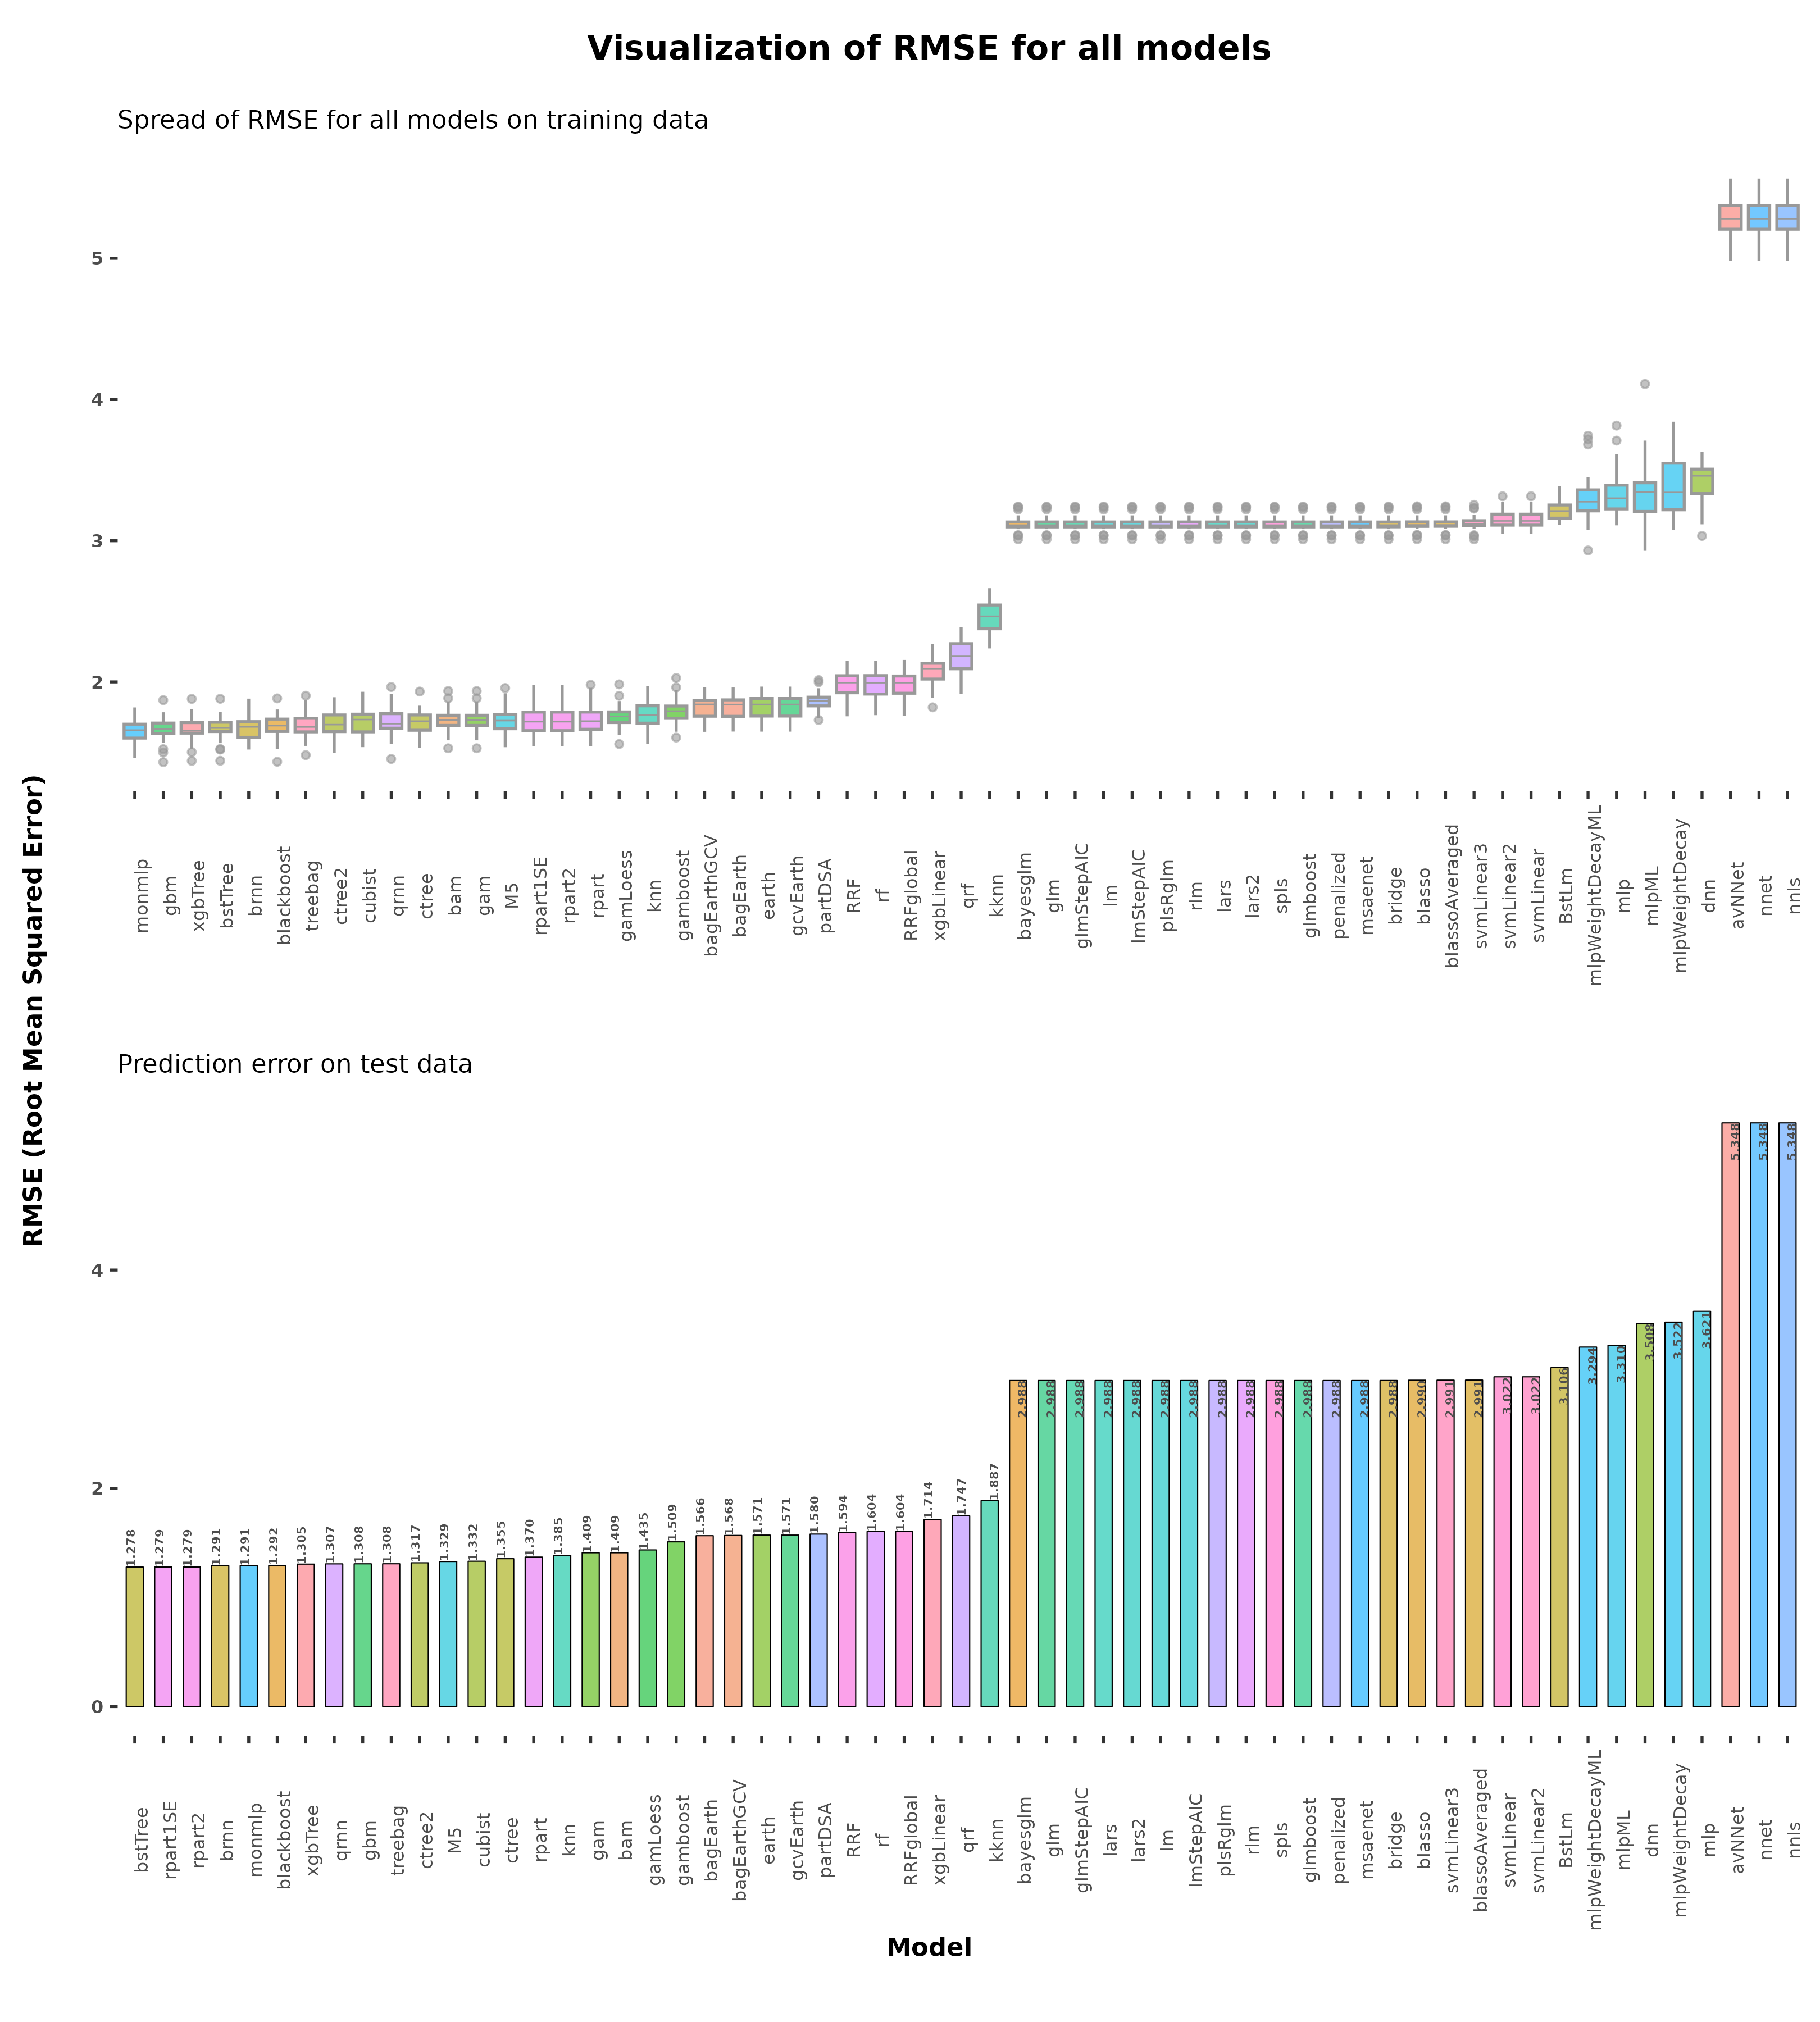 Visualization of RMSE for all models
Spread of RMSE for all models on training data
RMSE (Root Mean Squared Error)
5
4
3
2
monmlp
gbm
xgbTree
bstTree
brnn
blackboost
treebag
ctree2
cubist
qrnn
ctree
bam
gam
M5
rpart1SE
rpart2
rpart
gamLoess
knn
gamboost
bagEarthGCV
bagEarth
earth
gcvEarth
partDSA
RRF
rf
RRFglobal
xgbLinear
qrf
kknn
bayesglm
glm
glmStepAIC
lm
lmStepAIC
plsRglm
rlm
lars
lars2
spls
glmboost
penalized
msaenet
bridge
blasso
blassoAveraged
svmLinear3
svmLinear2
svmLinear
BstLm
mlpWeightDecayML
mlp
mlpML
mlpWeightDecay
dnn
avNNet
nnet
nnls
Prediction error on test data
4
2
0
1.278
1.279
1.279
1.291
1.291
1.292
1.305
1.307
1.308
1.308
1.317
1.329
1.332
1.355
1.370
1.385
1.409
1.409
1.435
1.509
1.566
1.568
1.571
1.571
1.580
1.594
1.604
1.604
1.714
1.747
1.887
2.988
2.988
2.988
2.988
2.988
2.988
2.988
2.988
2.988
2.988
2.988
2.988
2.988
2.988
2.990
2.991
2.991
3.022
3.022
3.106
3.294
3.310
3.508
3.522
3.621
5.348
5.348
5.348
bstTree
rpart1SE
rpart2
brnn
monmlp
blackboost
xgbTree
qrnn
gbm
treebag
ctree2
M5
cubist
ctree
rpart
knn
gam
bam
gamLoess
gamboost
bagEarth
bagEarthGCV
earth
gcvEarth
partDSA
RRF
rf
RRFglobal
xgbLinear
qrf
kknn
bayesglm
glm
glmStepAIC
lars
lars2
lm
lmStepAIC
plsRglm
rlm
spls
glmboost
penalized
msaenet
bridge
blasso
svmLinear3
blassoAveraged
svmLinear
svmLinear2
BstLm
mlpWeightDecayML
mlpML
dnn
mlpWeightDecay
mlp
avNNet
nnet
nnls
Model